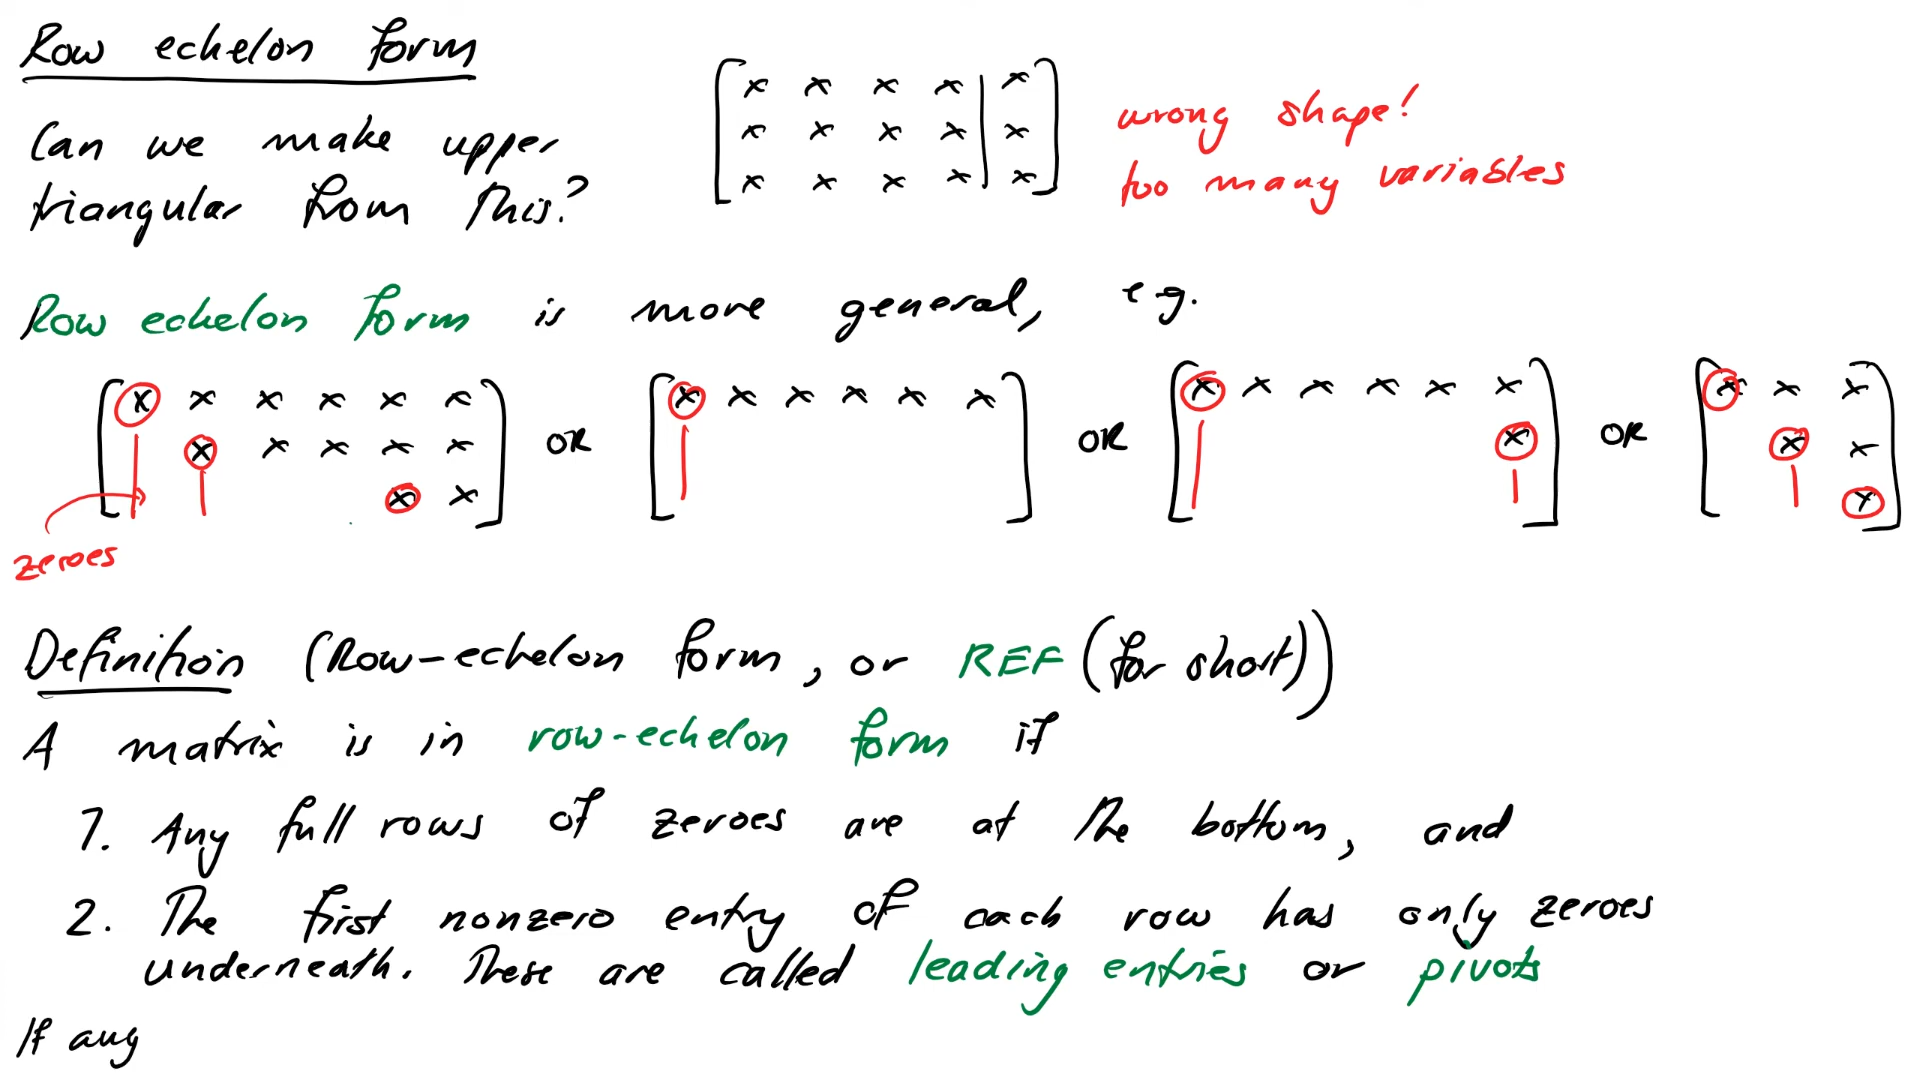 Row echelon form
Can we make upper
triangular from this?
x x x x | x
x x x x | x
x x x x | x
wrong shape!
too many variables
Row echelon form is more general, e.g.
x x x x x x
x x x x x
x x
zeroes
OR
x x x x x x
OR
x x x x x x
x
OR
x x x
x x
x
Definition (Row-echelon form, or REF (for short))
A matrix is in row-echelon form if
1. Any full rows of zeroes are at the bottom, and
2. The first nonzero entry of each row has only zeroes
underneath. These are called leading entries or pivots
If aug